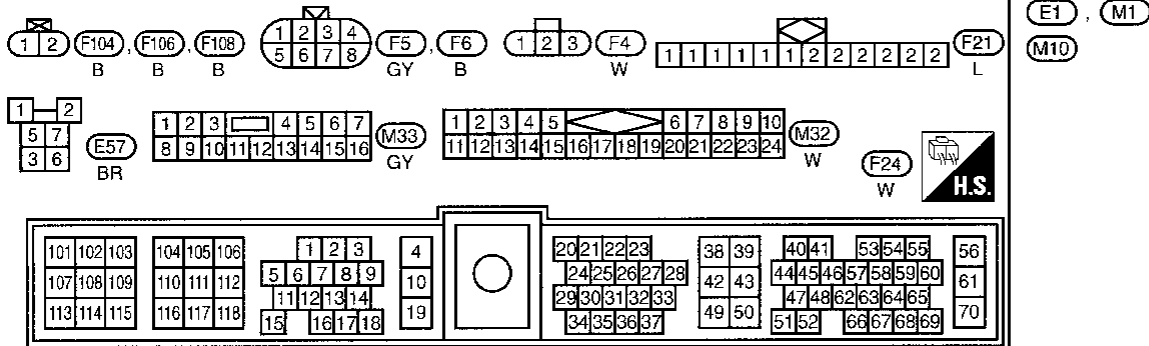 1 2 F104 , F106 , F108
B B B
1 2 3 4
5 6 7 8
F5 , F6
GY B
1 2 3 F4
W
1 1 1 1 1 1 2 2 2 2 2 2 F21
L
E1 , M1
M10
1 2
5 7
3 6
E57
BR
1 2 3 4 5 6 7
8 9 10 11 12 13 14 15 16
M33
GY
1 2 3 4 5 6 7 8 9 10
11 12 13 14 15 16 17 18 19 20 21 22 23 24
M32
W
F24
W
H.S.
101 102 103 104 105 106 1 2 3 4 20 21 22 23 38 39 40 41 53 54 55 56
107 108 109 110 111 112 5 6 7 8 9 10 24 25 26 27 28 42 43 44 45 46 57 58 59 60 61
11 12 13 14 29 30 31 32 33 47 48 62 63 64 65
113 114 115 116 117 118 15 16 17 18 19 34 35 36 37 49 50 51 52 66 67 68 69 70